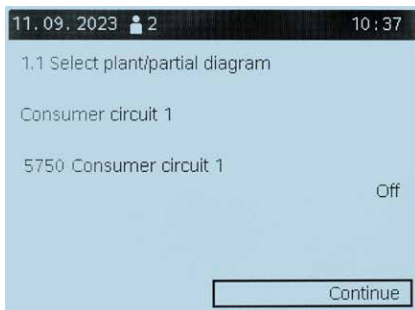 11.09.2023 2 10:37
1.1 Select plant/partial diagram
Consumer circuit 1
5750 Consumer circuit 1
Off
Continue